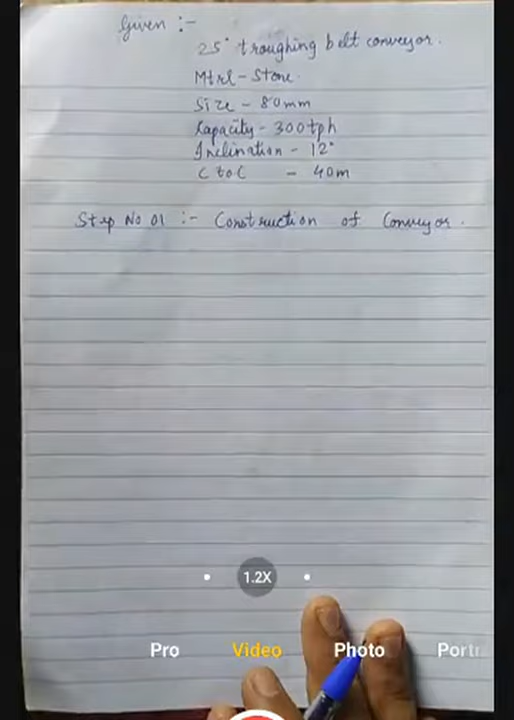 Given :-
25° troughing belt conveyor.
Mtrl - Stone.
Size - 80mm
Capacity - 300tph
Inclination - 12°
C to C - 40m
Step No 01 :- Construction of Conveyor.
1.2X
Pro Video Photo Portr